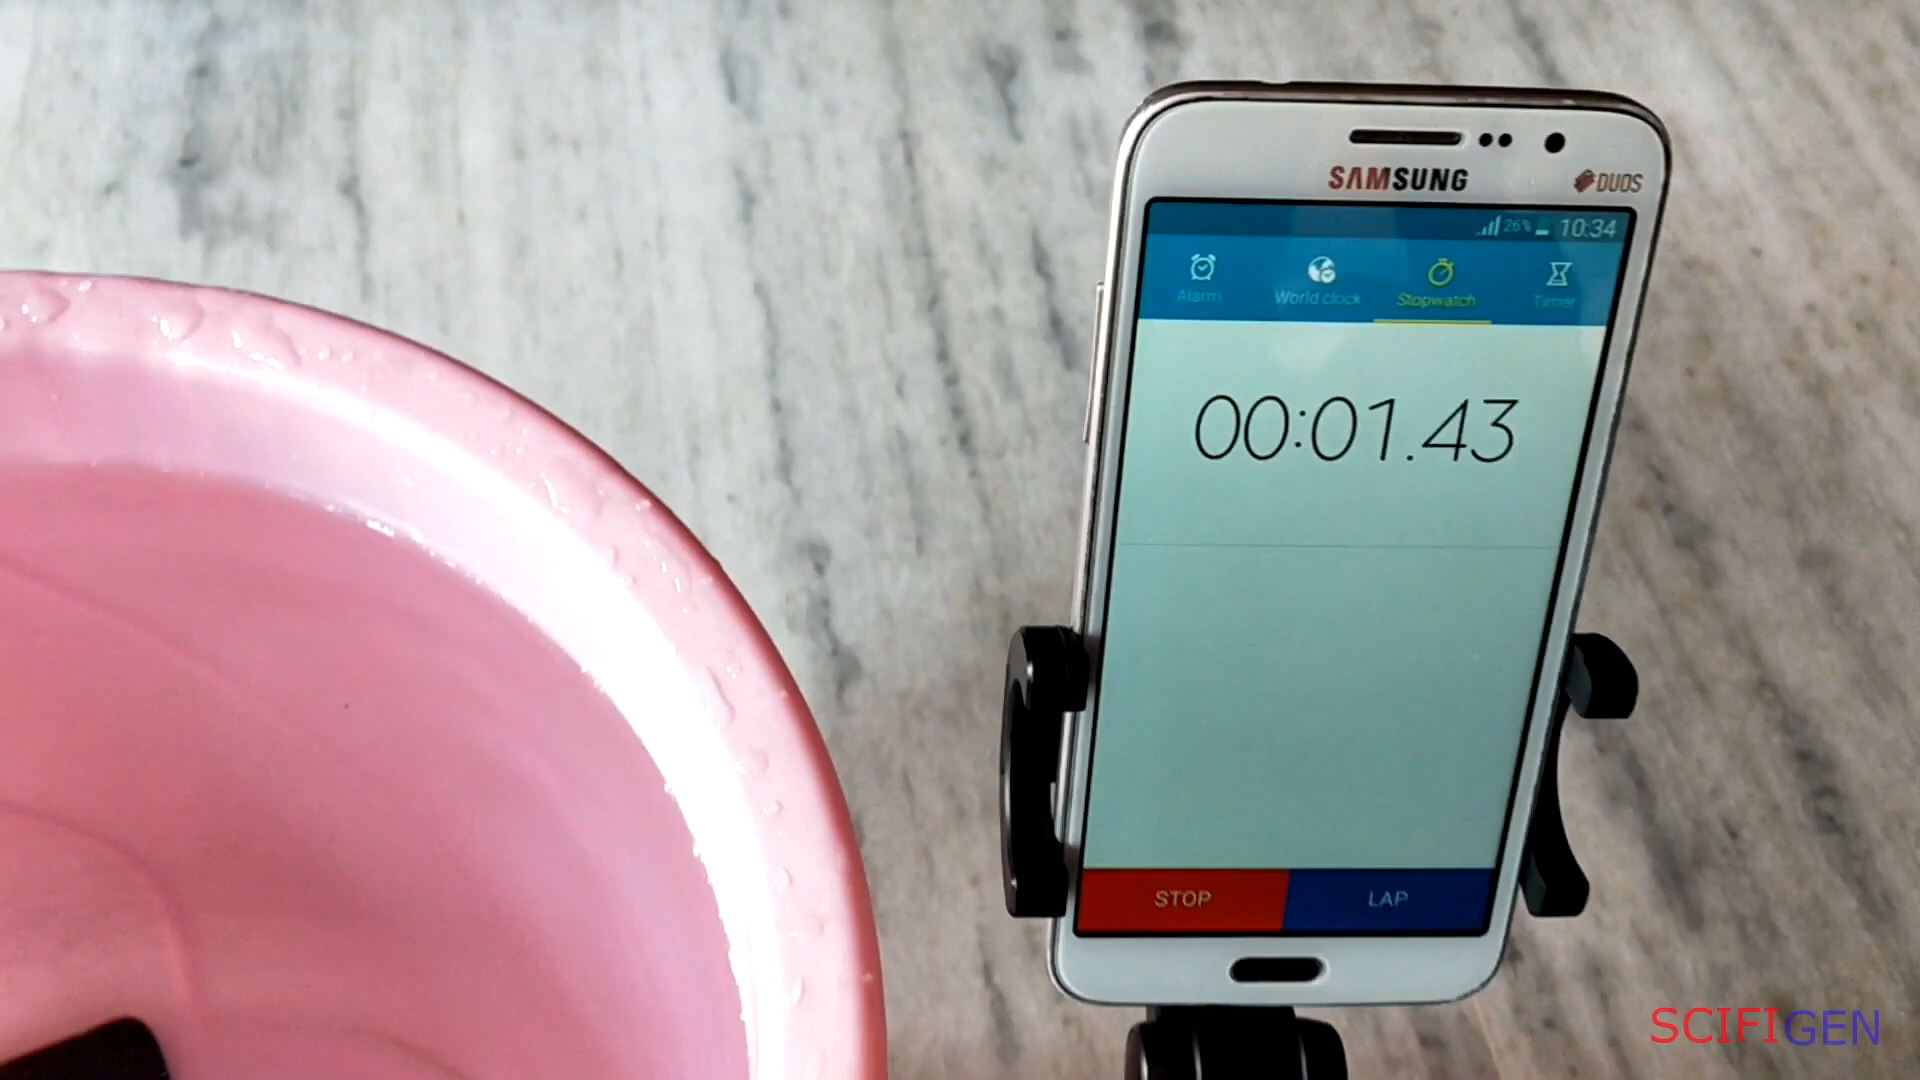 SAMSUNG
DUOS
26% 10:34
Alarm World clock Stopwatch Timer
00:01.43
STOP LAP
SCIFIGEN